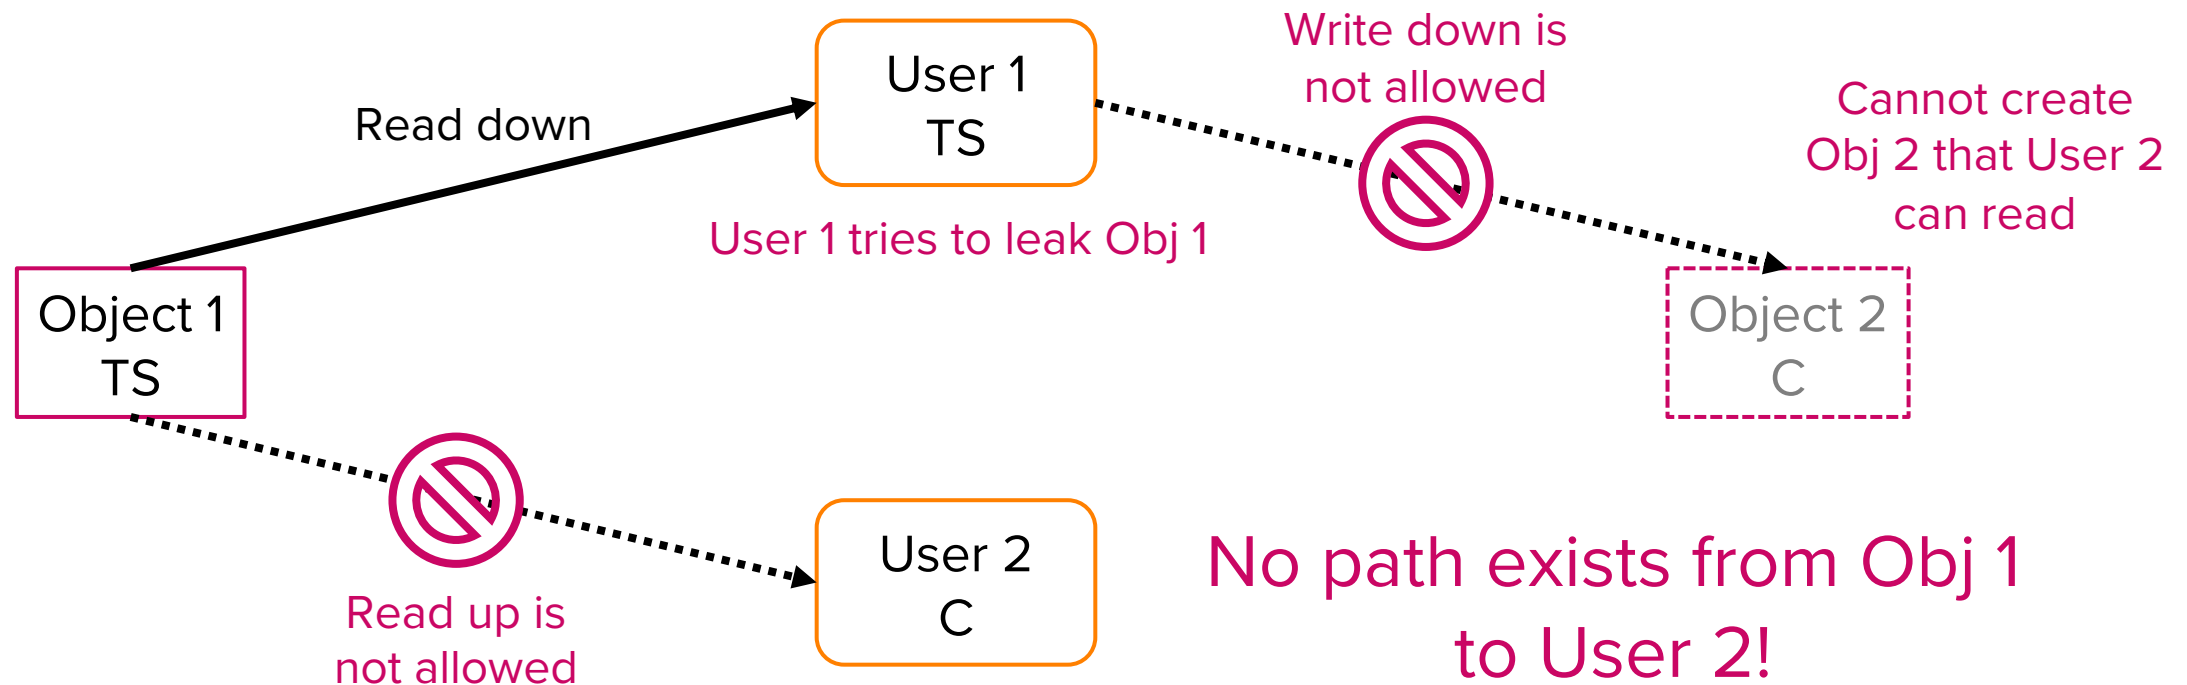 Read down
User 1
TS
Write down is
not allowed
Cannot create
Obj 2 that User 2
can read
User 1 tries to leak Obj 1
Object 1
TS
Object 2
C
Read up is
not allowed
User 2
C
No path exists from Obj 1
to User 2!